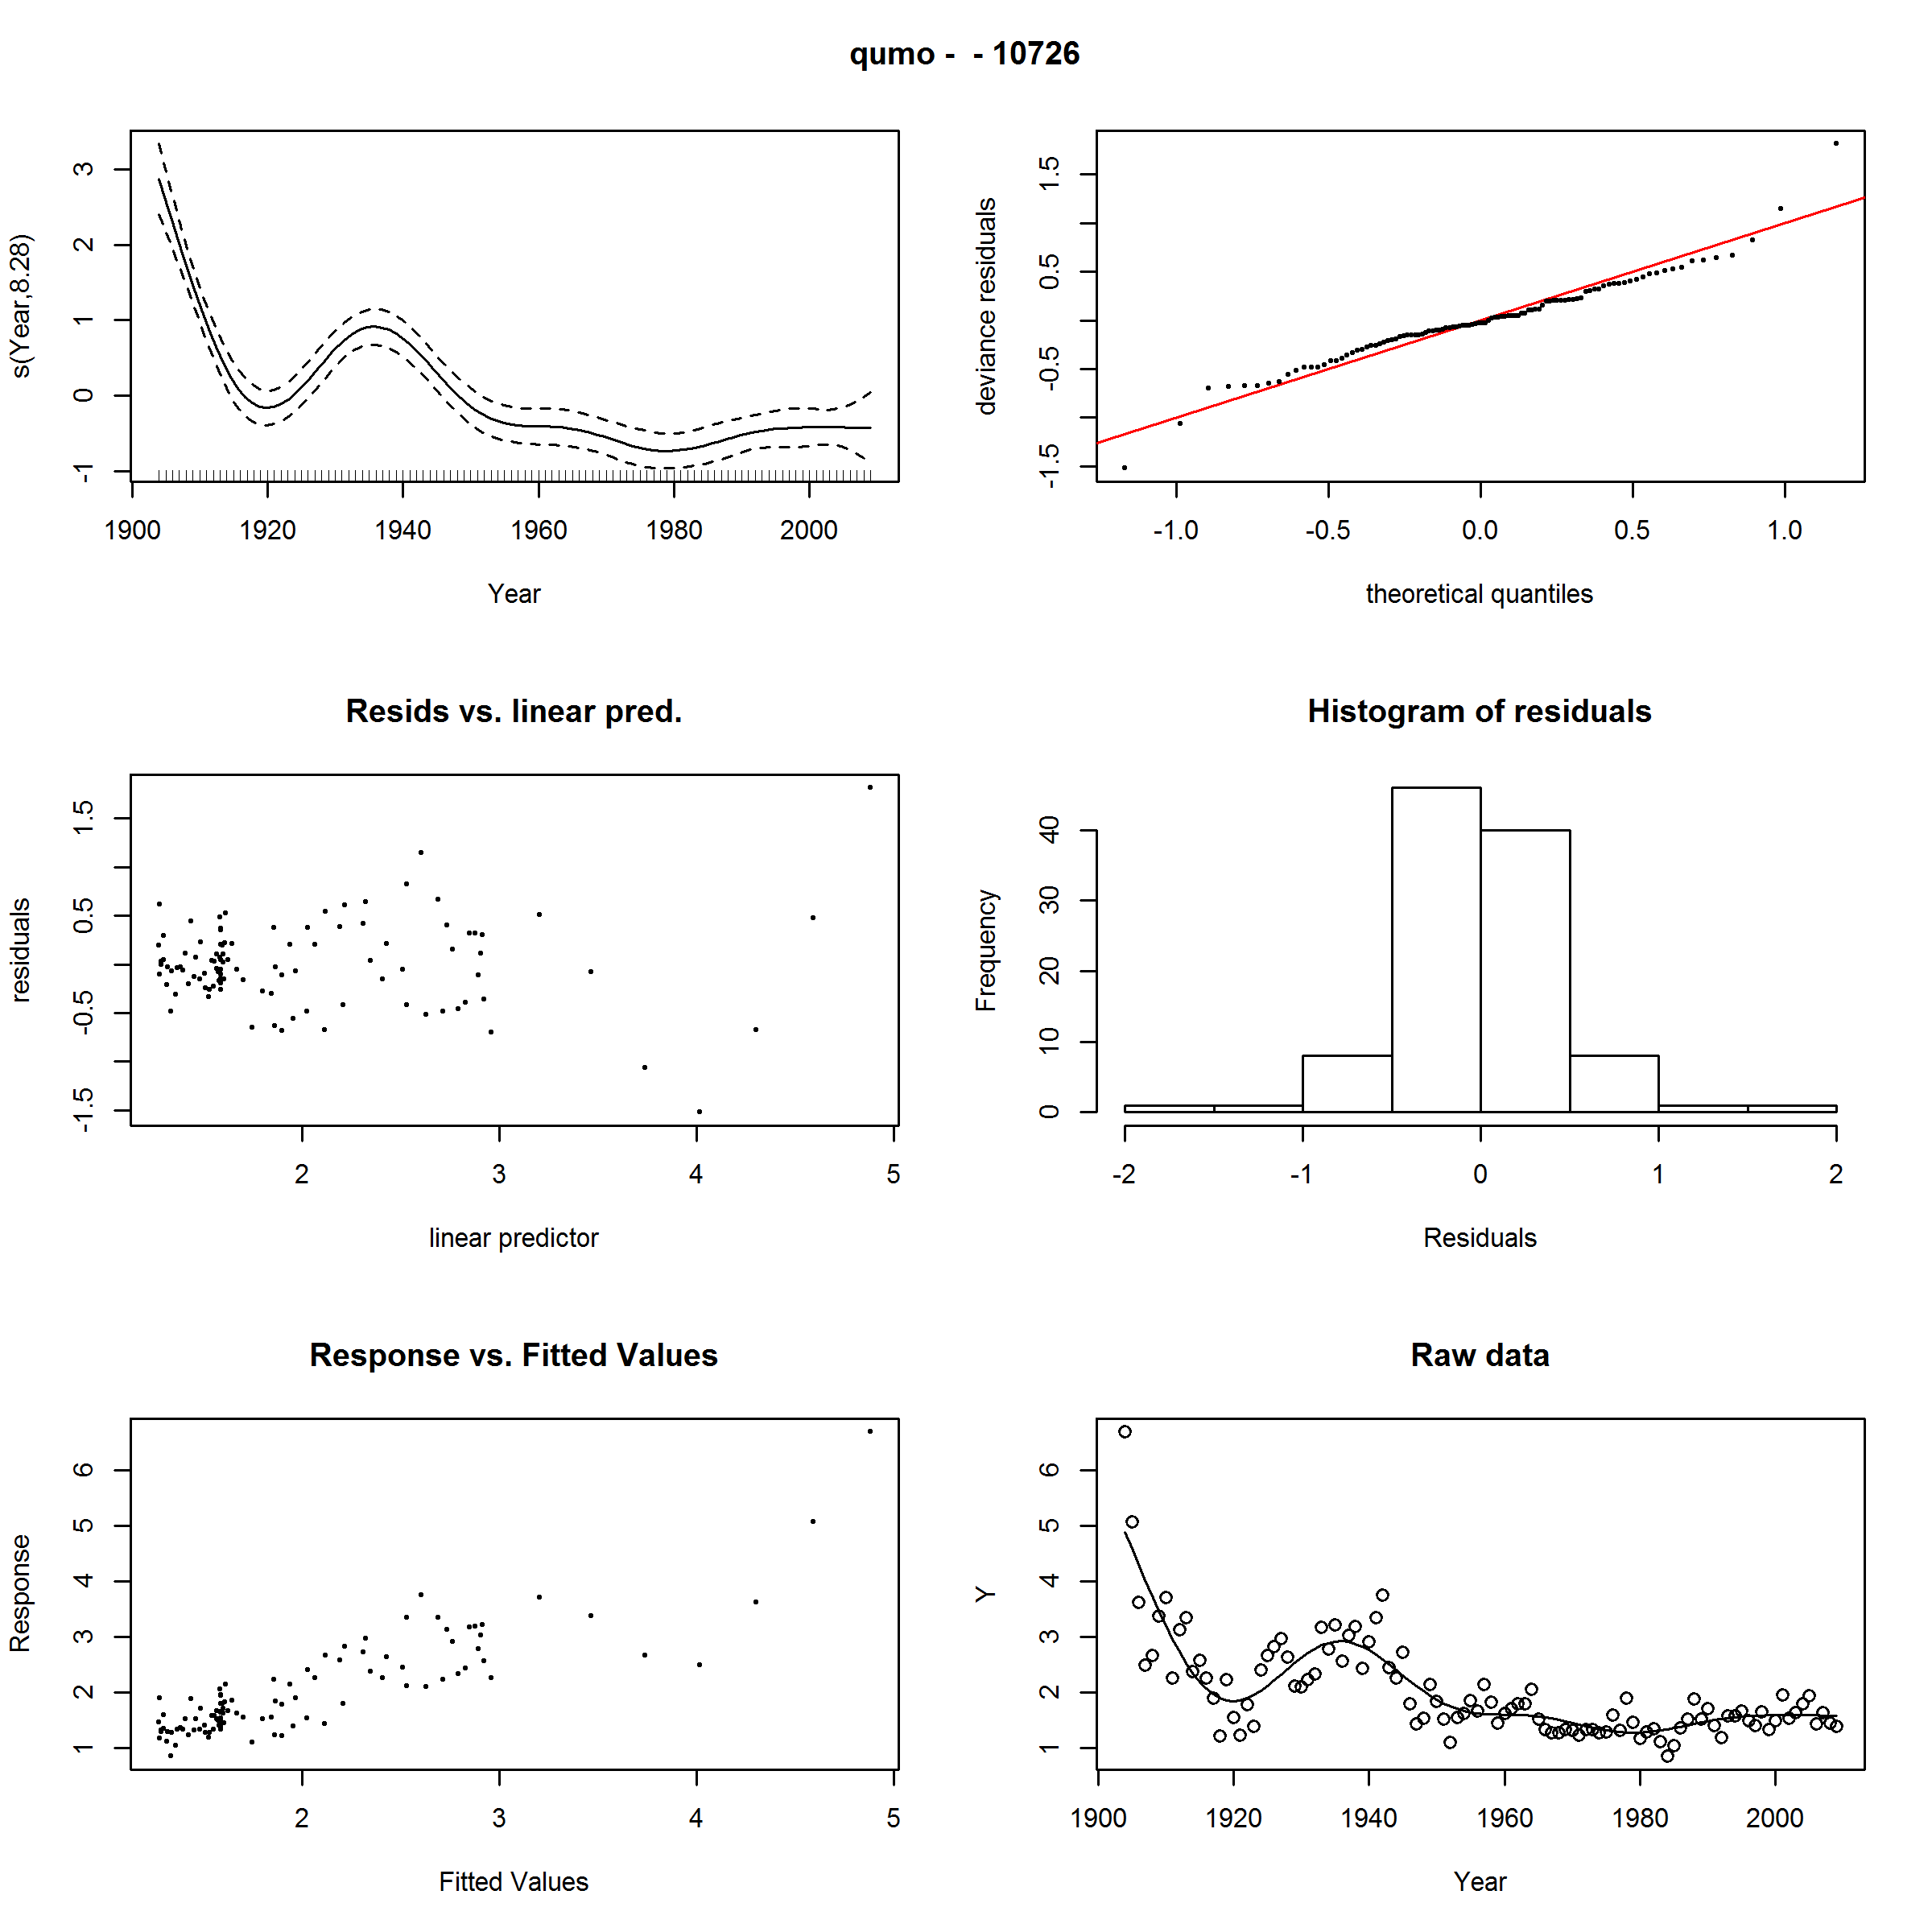 qumo -  - 10726
s(Year,8.28)
3
2
1
0
-1
1900 1920 1940 1960 1980 2000
Year
deviance residuals
1.5
0.5
-0.5
-1.5
-1.0 -0.5 0.0 0.5 1.0
theoretical quantiles
Resids vs. linear pred.
residuals
1.5
0.5
-0.5
-1.5
2 3 4 5
linear predictor
Histogram of residuals
Frequency
40
30
20
10
0
-2 -1 0 1 2
Residuals
Response vs. Fitted Values
Response
6
5
4
3
2
1
2 3 4 5
Fitted Values
Raw data
Y
6
5
4
3
2
1
1900 1920 1940 1960 1980 2000
Year